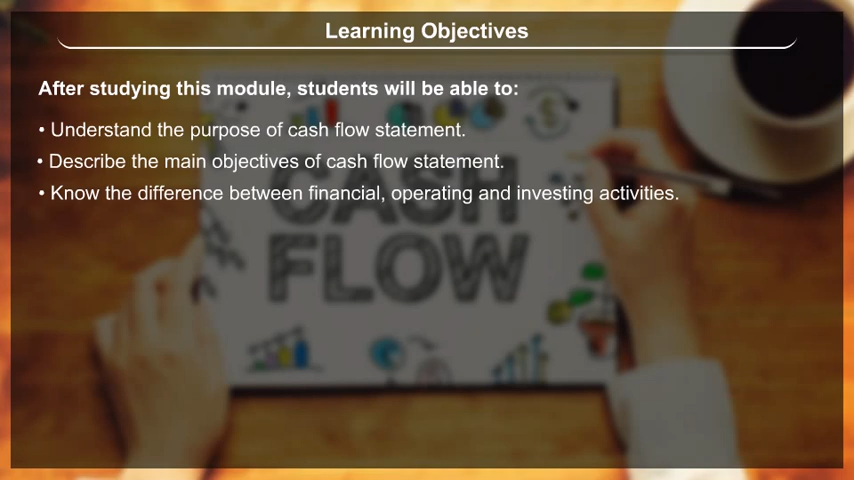 Learning Objectives
After studying this module, students will be able to:
• Understand the purpose of cash flow statement.
• Describe the main objectives of cash flow statement.
• Know the difference between financial, operating and investing activities.
CASH
FLOW